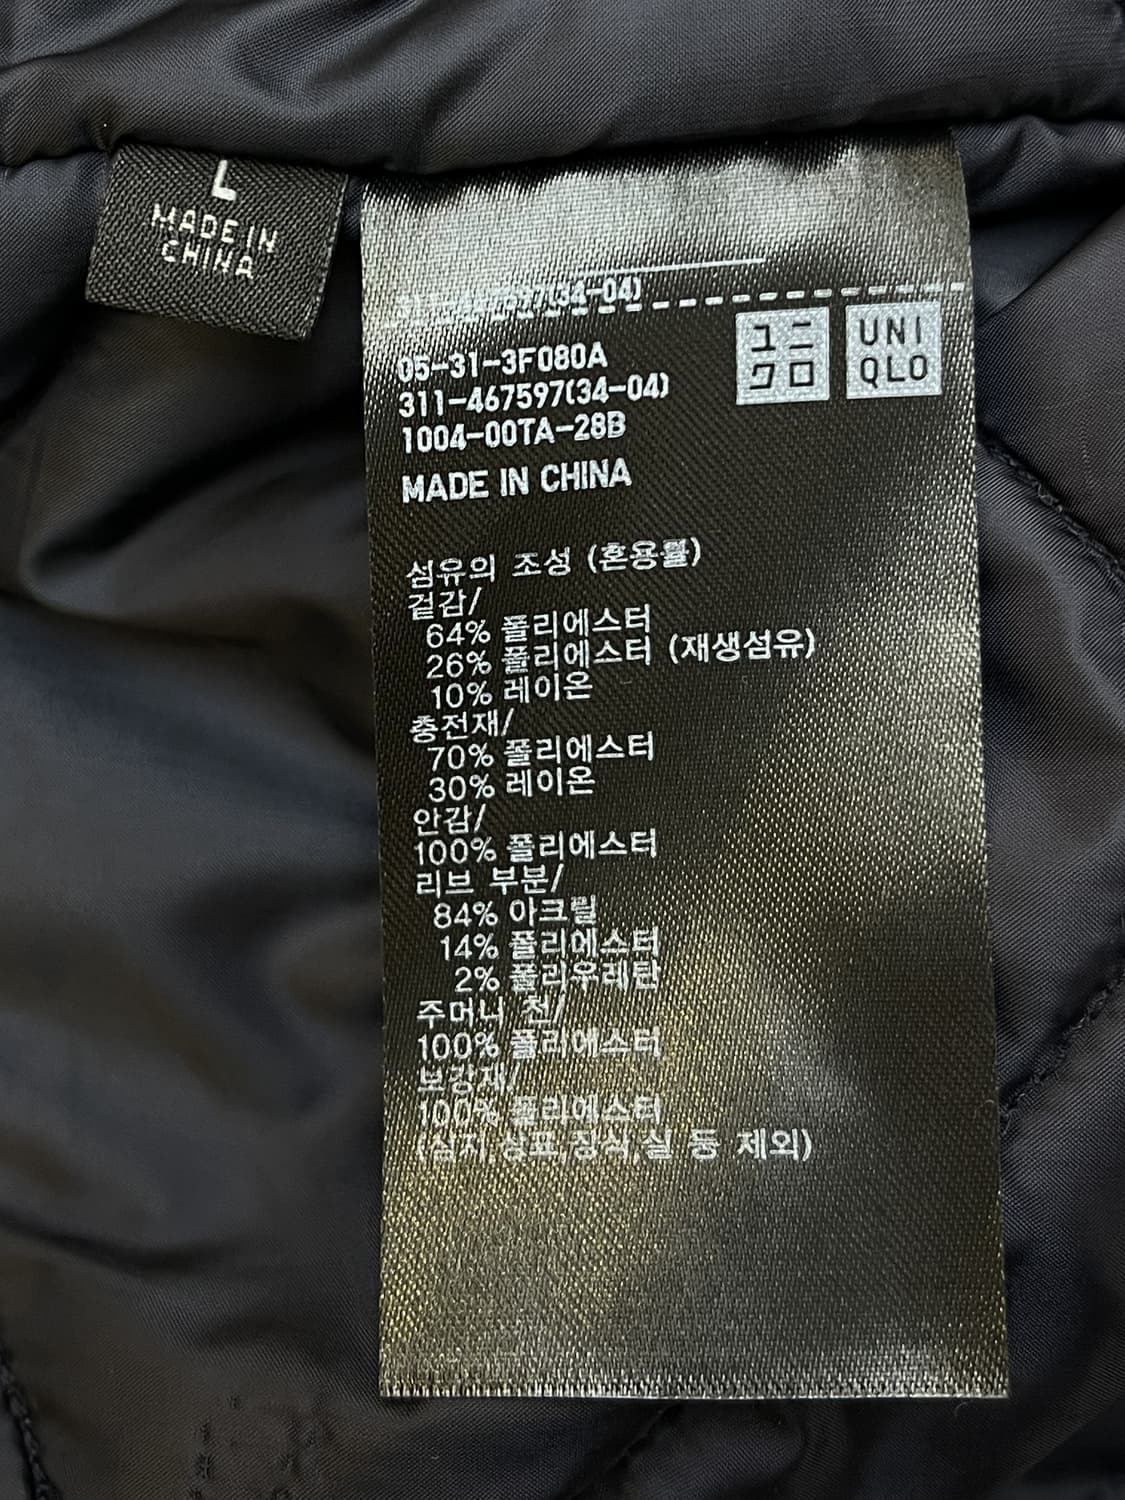 L
MADE IN
CHINA
311-467597(34-04)
05-31-3F080A
311-467597(34-04)
1004-00TA-28B
MADE IN CHINA
ユニ
クロ
UNI
QLO
섬유의 조성 (혼용률)
겉감/
64% 폴리에스터
26% 폴리에스터 (재생섬유)
10% 레이온
충전재/
70% 폴리에스터
30% 레이온
안감/
100% 폴리에스터
리브 부분/
84% 아크릴
14% 폴리에스터
2% 폴리우레탄
주머니 천/
100% 폴리에스터
보강재/
100% 폴리에스터
(심지,상표,장식,실 등 제외)